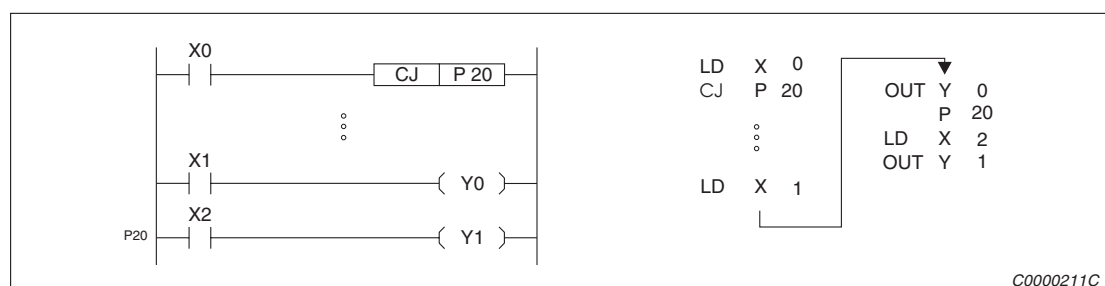 X0
CJ P 20
X1
Y0
X2
P20
Y1
LD X 0
CJ P 20
LD X 1
OUT Y 0
P 20
LD X 2
OUT Y 1
C0000211C